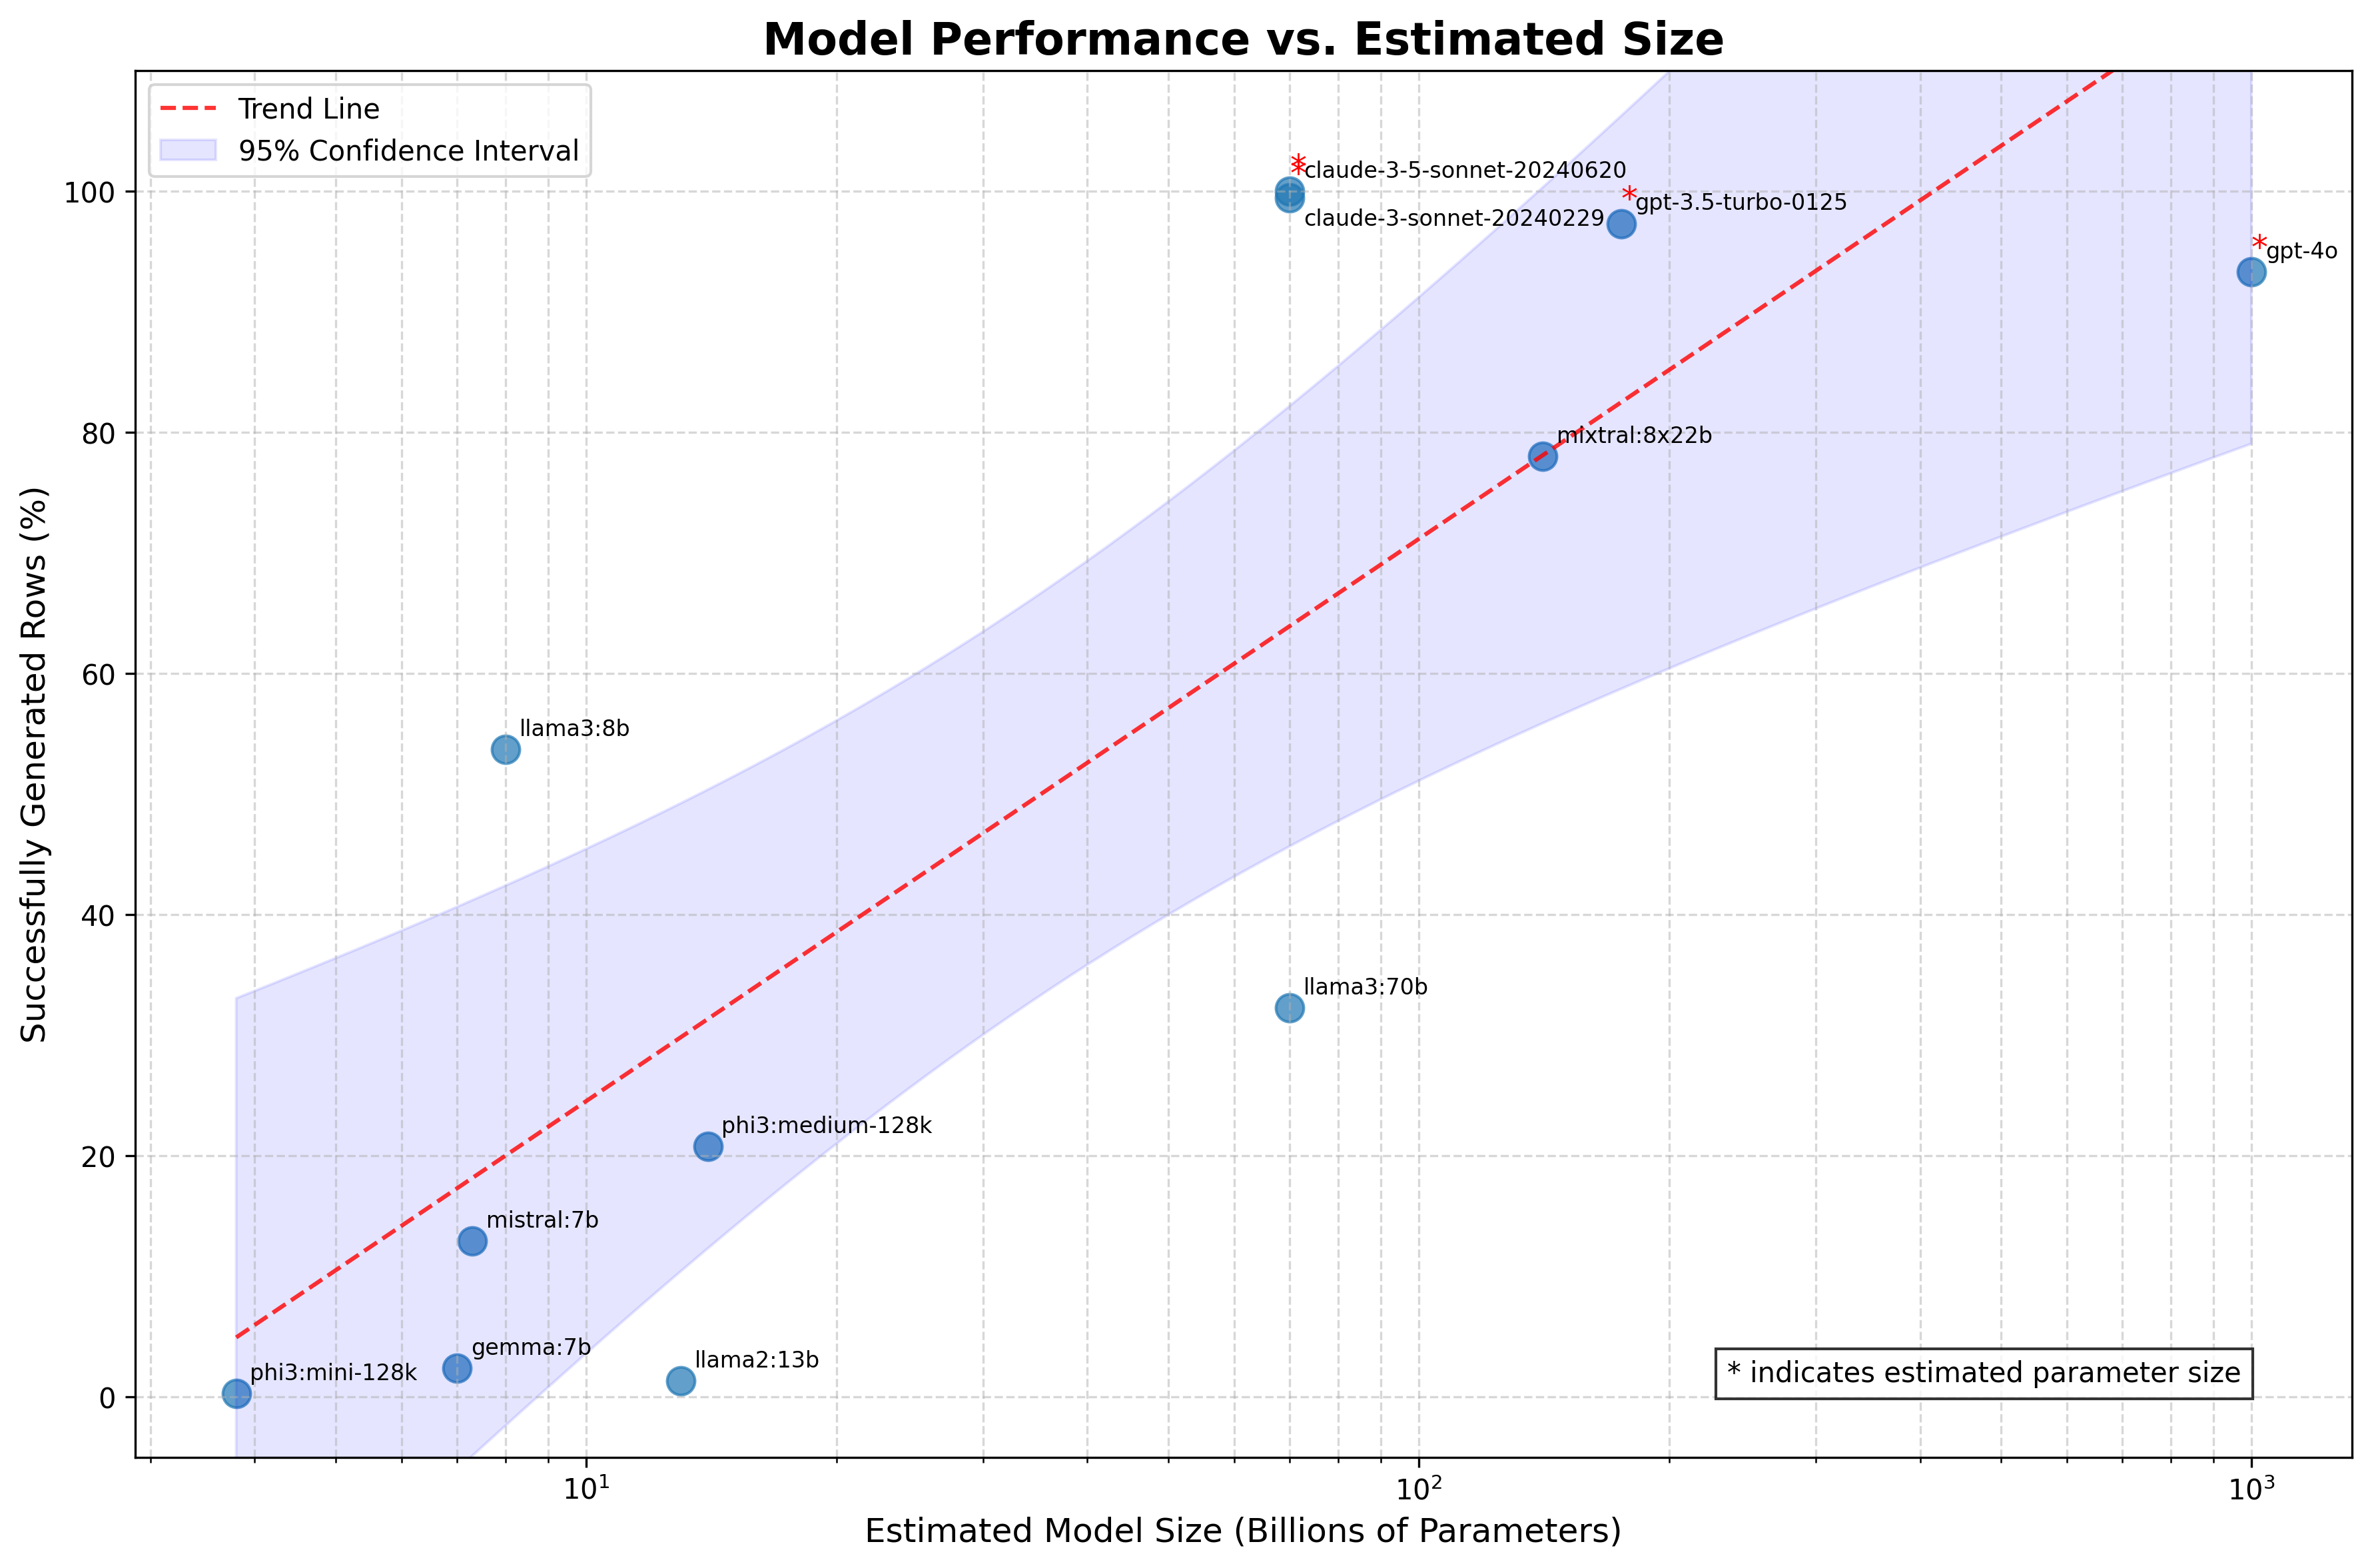 Model Performance vs. Estimated Size
Trend Line
95% Confidence Interval
Successfully Generated Rows (%)
100
80
60
40
20
0
*
*
claude-3-5-sonnet-20240620
claude-3-sonnet-20240229
*
gpt-3.5-turbo-0125
*
gpt-4o
mixtral:8x22b
llama3:8b
llama3:70b
phi3:medium-128k
mistral:7b
gemma:7b
phi3:mini-128k
llama2:13b
* indicates estimated parameter size
10¹
10²
10³
Estimated Model Size (Billions of Parameters)